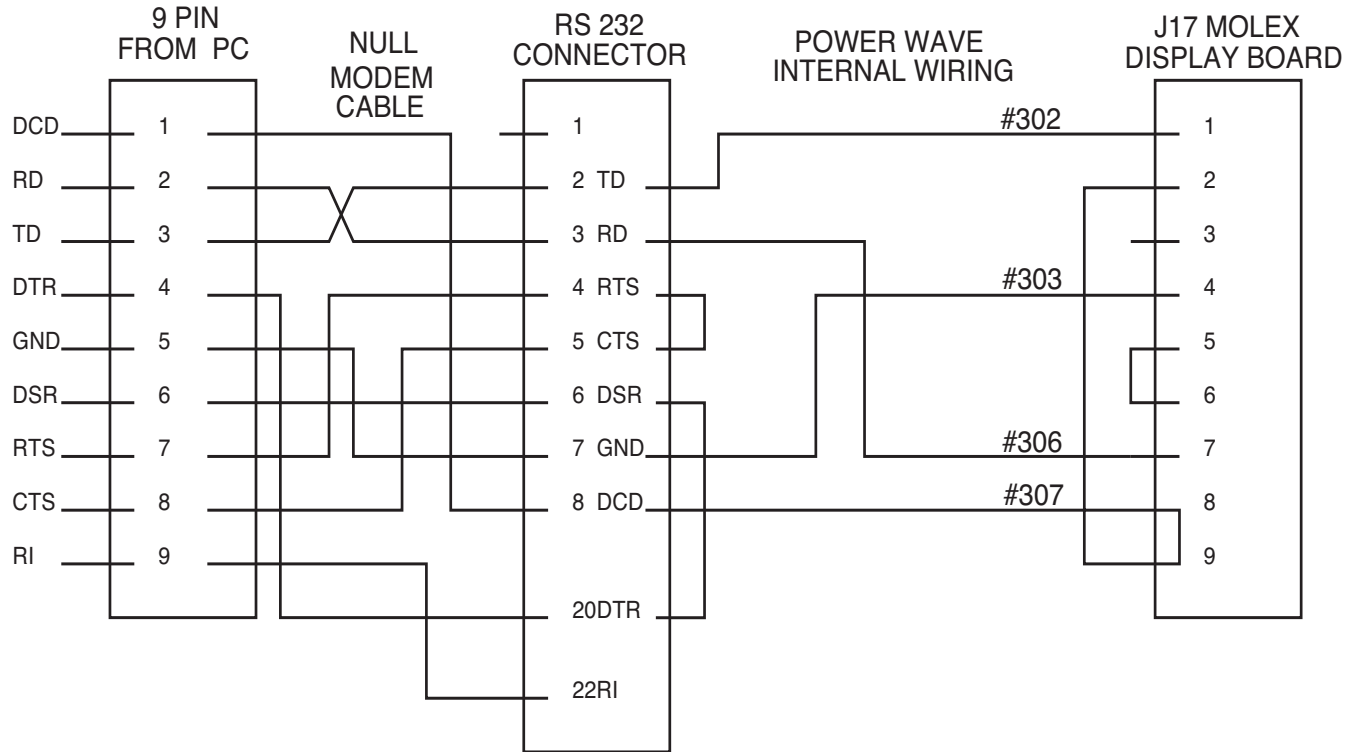 9 PIN
FROM PC
NULL
MODEM
CABLE
RS 232
CONNECTOR
POWER WAVE
INTERNAL WIRING
J17 MOLEX
DISPLAY BOARD
DCD 1
RD 2
TD 3
DTR 4
GND 5
DSR 6
RTS 7
CTS 8
RI 9
1
2 TD
3 RD
4 RTS
5 CTS
6 DSR
7 GND
8 DCD
20DTR
22RI
#302
#303
#306
#307
1
2
3
4
5
6
7
8
9